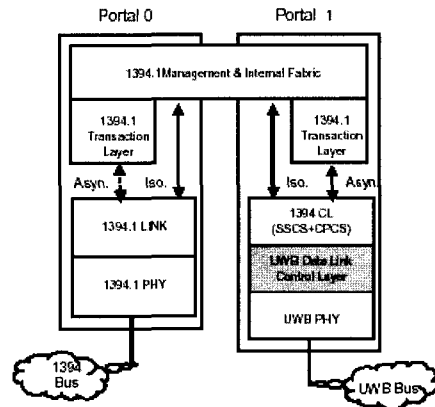 Portal 0
Portal 1
1394.1Management & Internal Fabric
1394.1
Transaction
Layer
1394.1
Transaction
Layer
Asyn.
Iso.
Iso.
Asyn.
1394.1 LINK
1394 CL
(SSCS+CPCS)
UWB Data Link
Control Layer
1394.1 PHY
UWB PHY
1394
Bus
UWB Bus